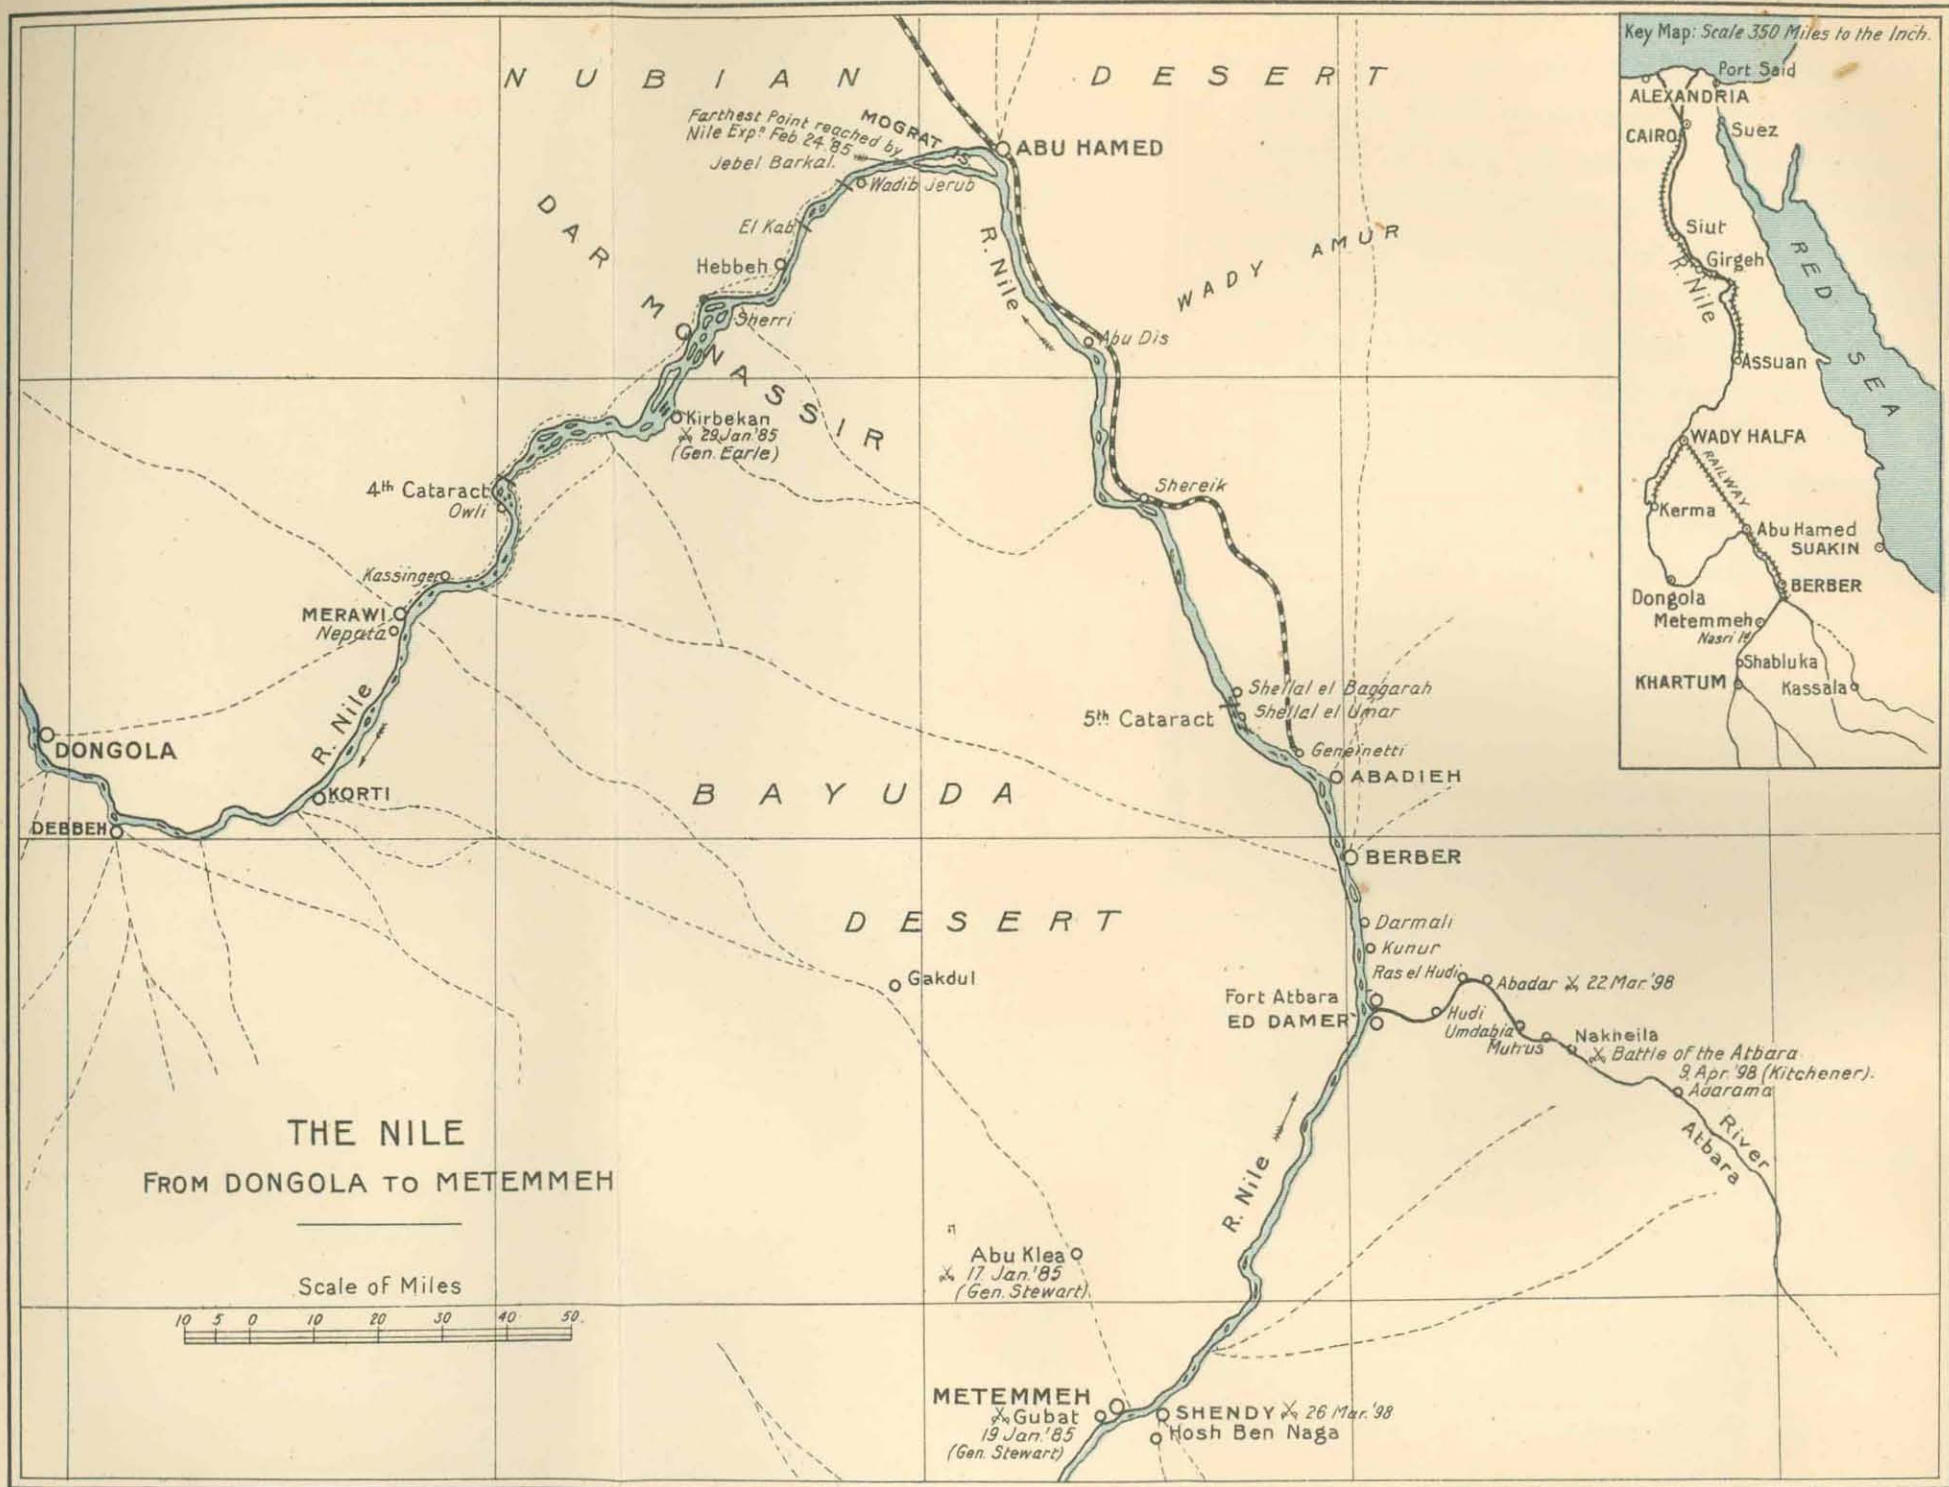 NUBIAN DESERT
Farthest Point reached by
Nile Expⁿ Feb. 24. '85
MOGRAT IS.
ABU HAMED
Jebel Barkal.
Wadib Jerub
DAR MONASSIR
El Kab
R. Nile
WADY AMUR
Hebbeh
Sherri
Abu Dis
Kirbekan
29 Jan. '85
(Gen. Earle)
4th Cataract
Owli
Shereik
Kassinger
MERAWI
Nepata
R. Nile
Shellal el Baggarah
Shellal el Umar
5th Cataract
Geneinetti
DONGOLA
ABADIEH
KORTI
BAYUDA
DEBBEH
BERBER
DESERT
Darmali
Kunur
Gakdul
Ras el Hudi
Abadar 22 Mar. '98
Fort Atbara
ED DAMER
Hudi
Umdabia
Mutrus
Nakheila
Battle of the Atbara
9. Apr. '98 (Kitchener).
Adarama
River
Atbara
THE NILE
FROM DONGOLA TO METEMMEH
R. Nile
Abu Klea
17 Jan. '85
(Gen. Stewart)
Scale of Miles
10 5 0 10 20 30 40 50
METEMMEH
Gubat
19 Jan. '85
(Gen. Stewart)
SHENDY 26 Mar. '98
Hosh Ben Naga
Key Map: Scale 350 Miles to the Inch.
Port Said
ALEXANDRIA
CAIRO
Suez
Siut
Girgeh
R. Nile
RED SEA
Assuan
WADY HALFA
RAILWAY
Kerma
Abu Hamed
SUAKIN
BERBER
Dongola
Metemmeh
Nasri Id
Shabluka
KHARTUM
Kassala